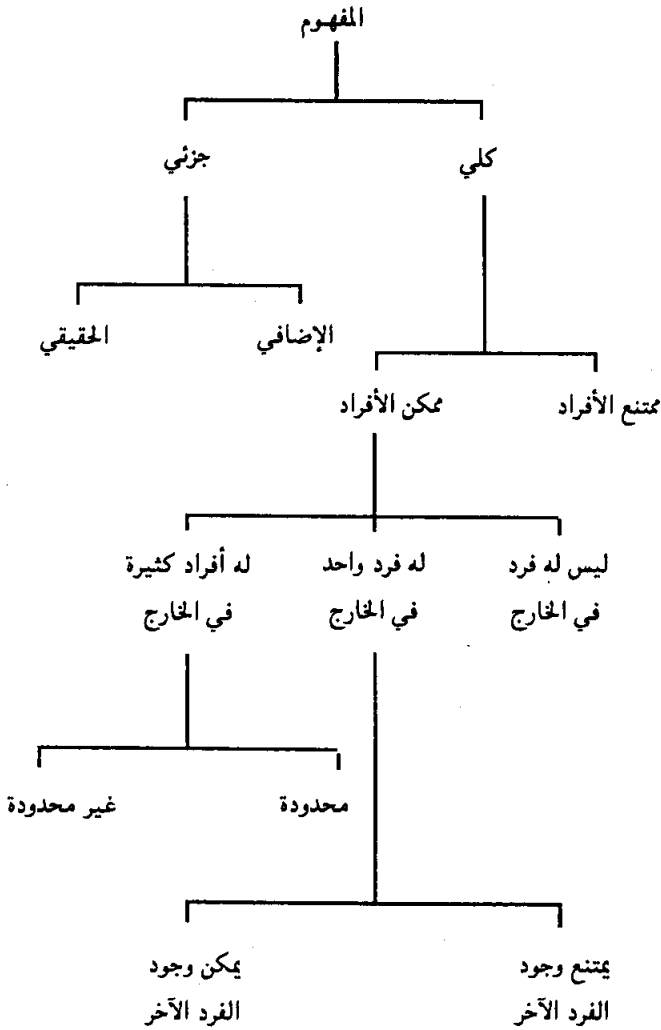 المفهوم
كلي
جزئي
الإضافي
الحقيقي
ممتنع الأفراد
ممكن الأفراد
ليس له فرد
في الخارج
له فرد واحد
في الخارج
له أفراد كثيرة
في الخارج
محدودة
غير محدودة
يمتنع وجود
الفرد الآخر
يمكن وجود
الفرد الآخر